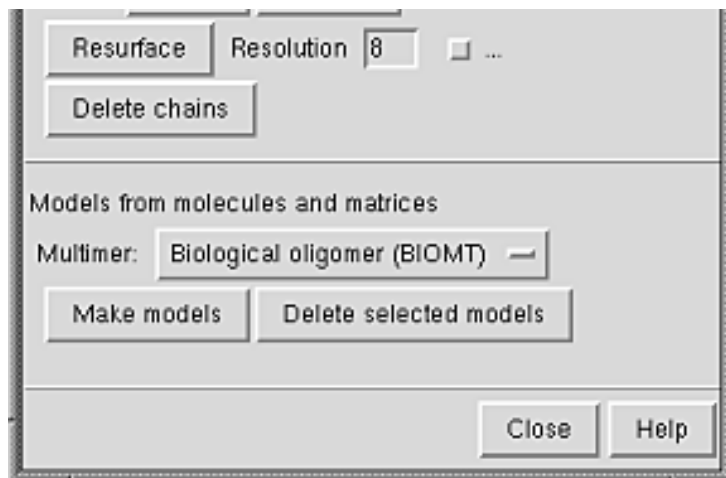 Resurface Resolution 8 ...
Delete chains
Models from molecules and matrices
Multimer: Biological oligomer (BIOMT)
Make models Delete selected models
Close Help